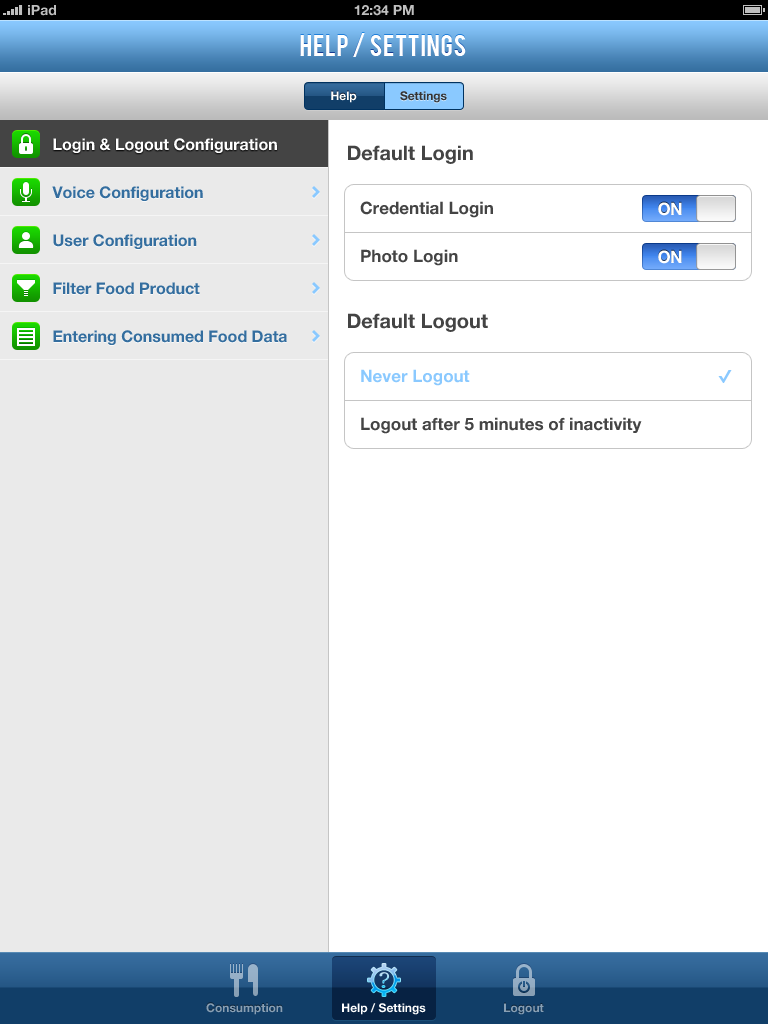 iPad
12:34 PM
HELP / SETTINGS
Help
Settings
Login & Logout Configuration
Voice Configuration
User Configuration
Filter Food Product
Entering Consumed Food Data
Default Login
Credential Login
ON
Photo Login
ON
Default Logout
Never Logout
Logout after 5 minutes of inactivity
Consumption
?
Help / Settings
Logout